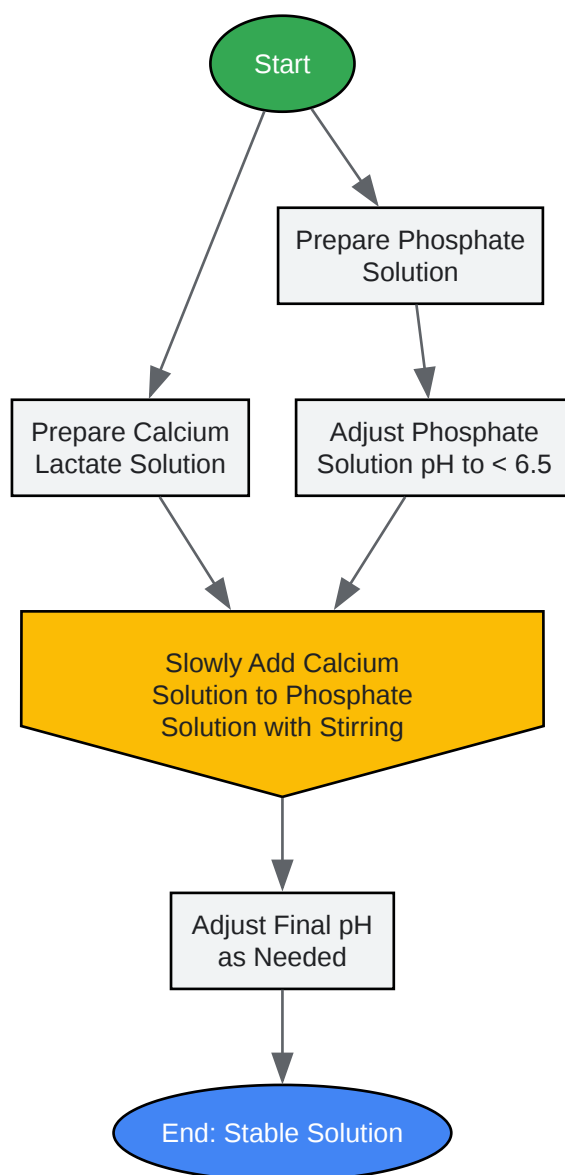 Start
Prepare Phosphate
Solution
Prepare Calcium
Lactate Solution
Adjust Phosphate
Solution pH to < 6.5
Slowly Add Calcium
Solution to Phosphate
Solution with Stirring
Adjust Final pH
as Needed
End: Stable Solution